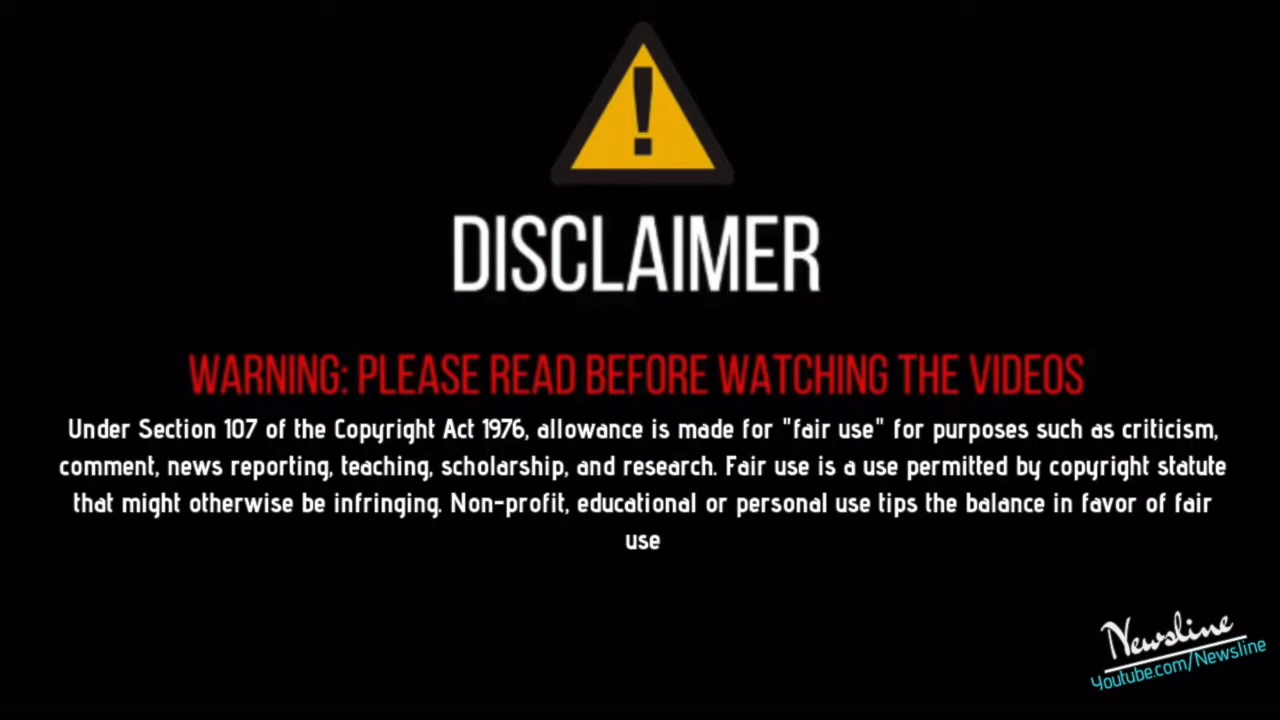 DISCLAIMER
WARNING: PLEASE READ BEFORE WATCHING THE VIDEOS
Under Section 107 of the Copyright Act 1976, allowance is made for "fair use" for purposes such as criticism,
comment, news reporting, teaching, scholarship, and research. Fair use is a use permitted by copyright statute
that might otherwise be infringing. Non-profit, educational or personal use tips the balance in favor of fair
use
Newsline
Youtube.com/Newsline